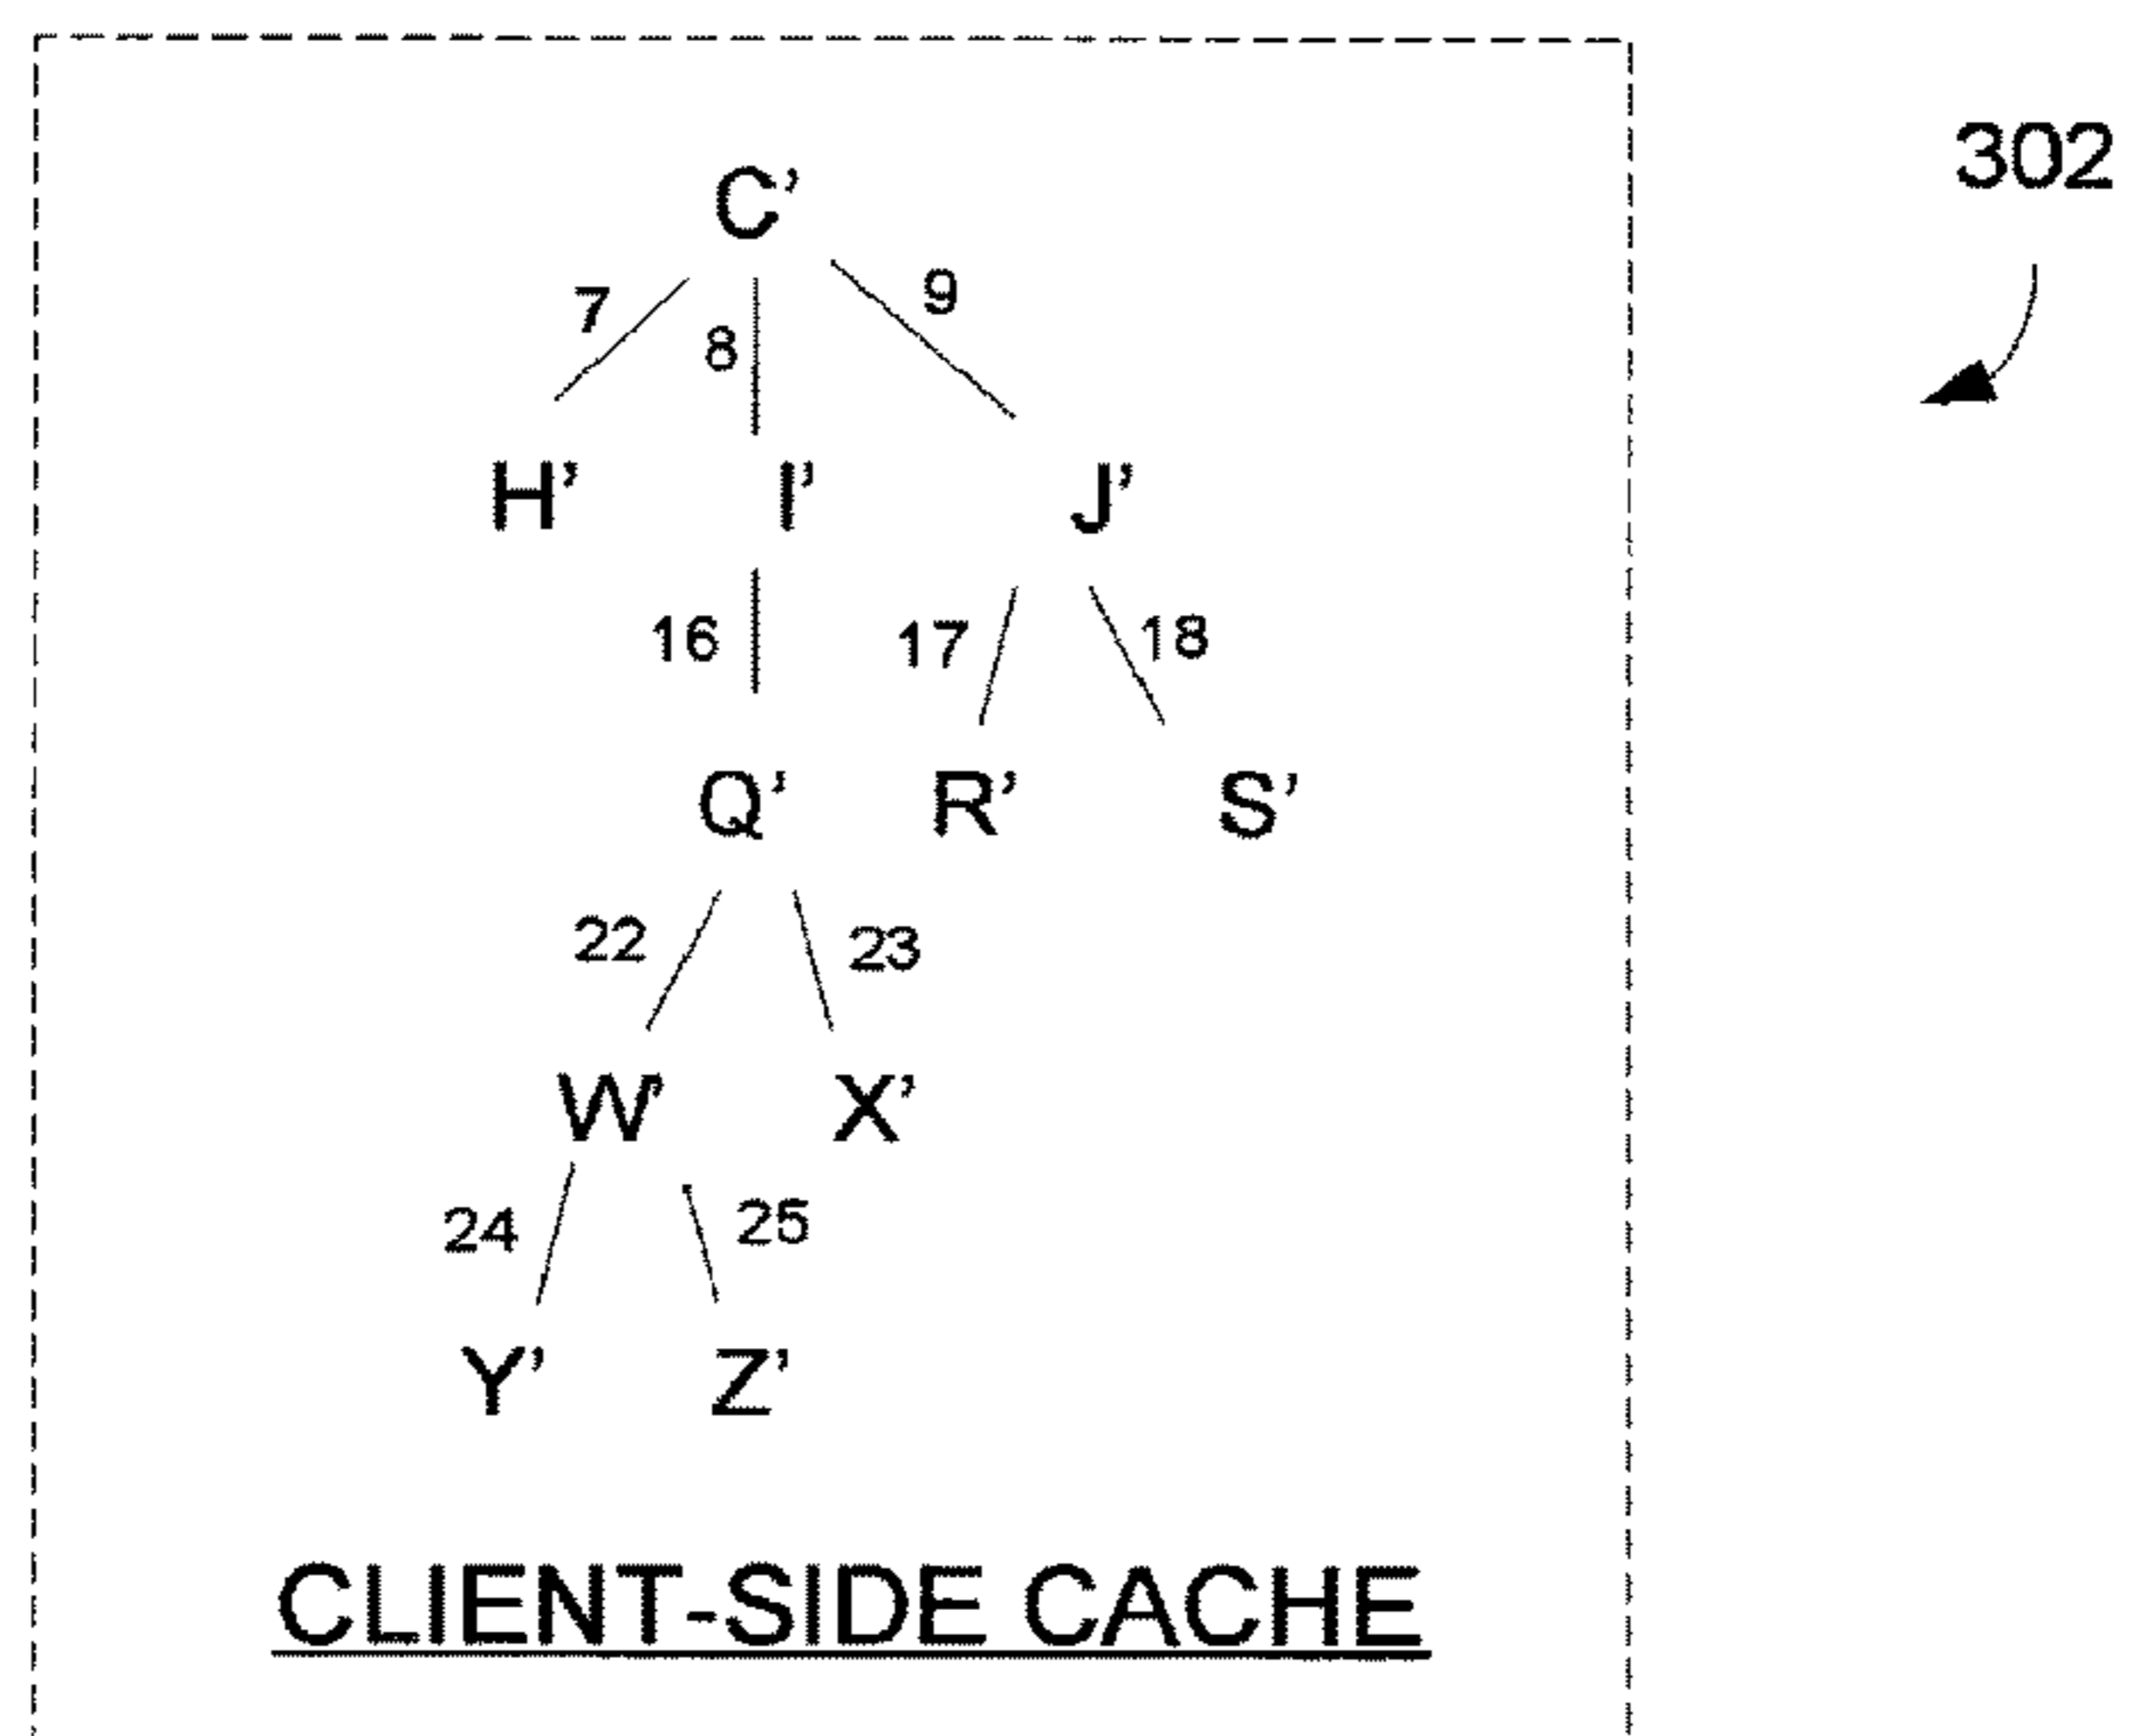 302
C'
7 8 9
H' I' J'
16 17 18
Q' R' S'
22 23
W' X'
24 25
Y' Z'
CLIENT-SIDE CACHE